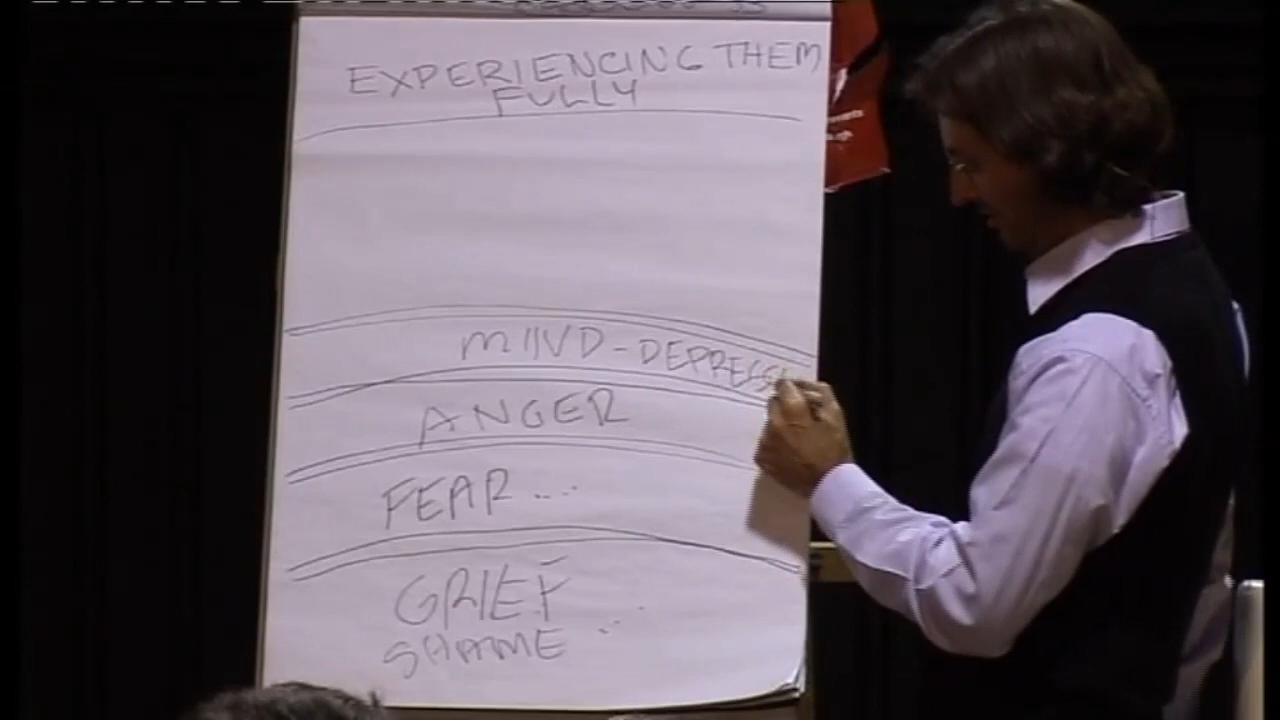 EXPERIENCING THEM
FULLY
MIND - DEPRESS
ANGER
FEAR ....
GRIEF
SHAME ...